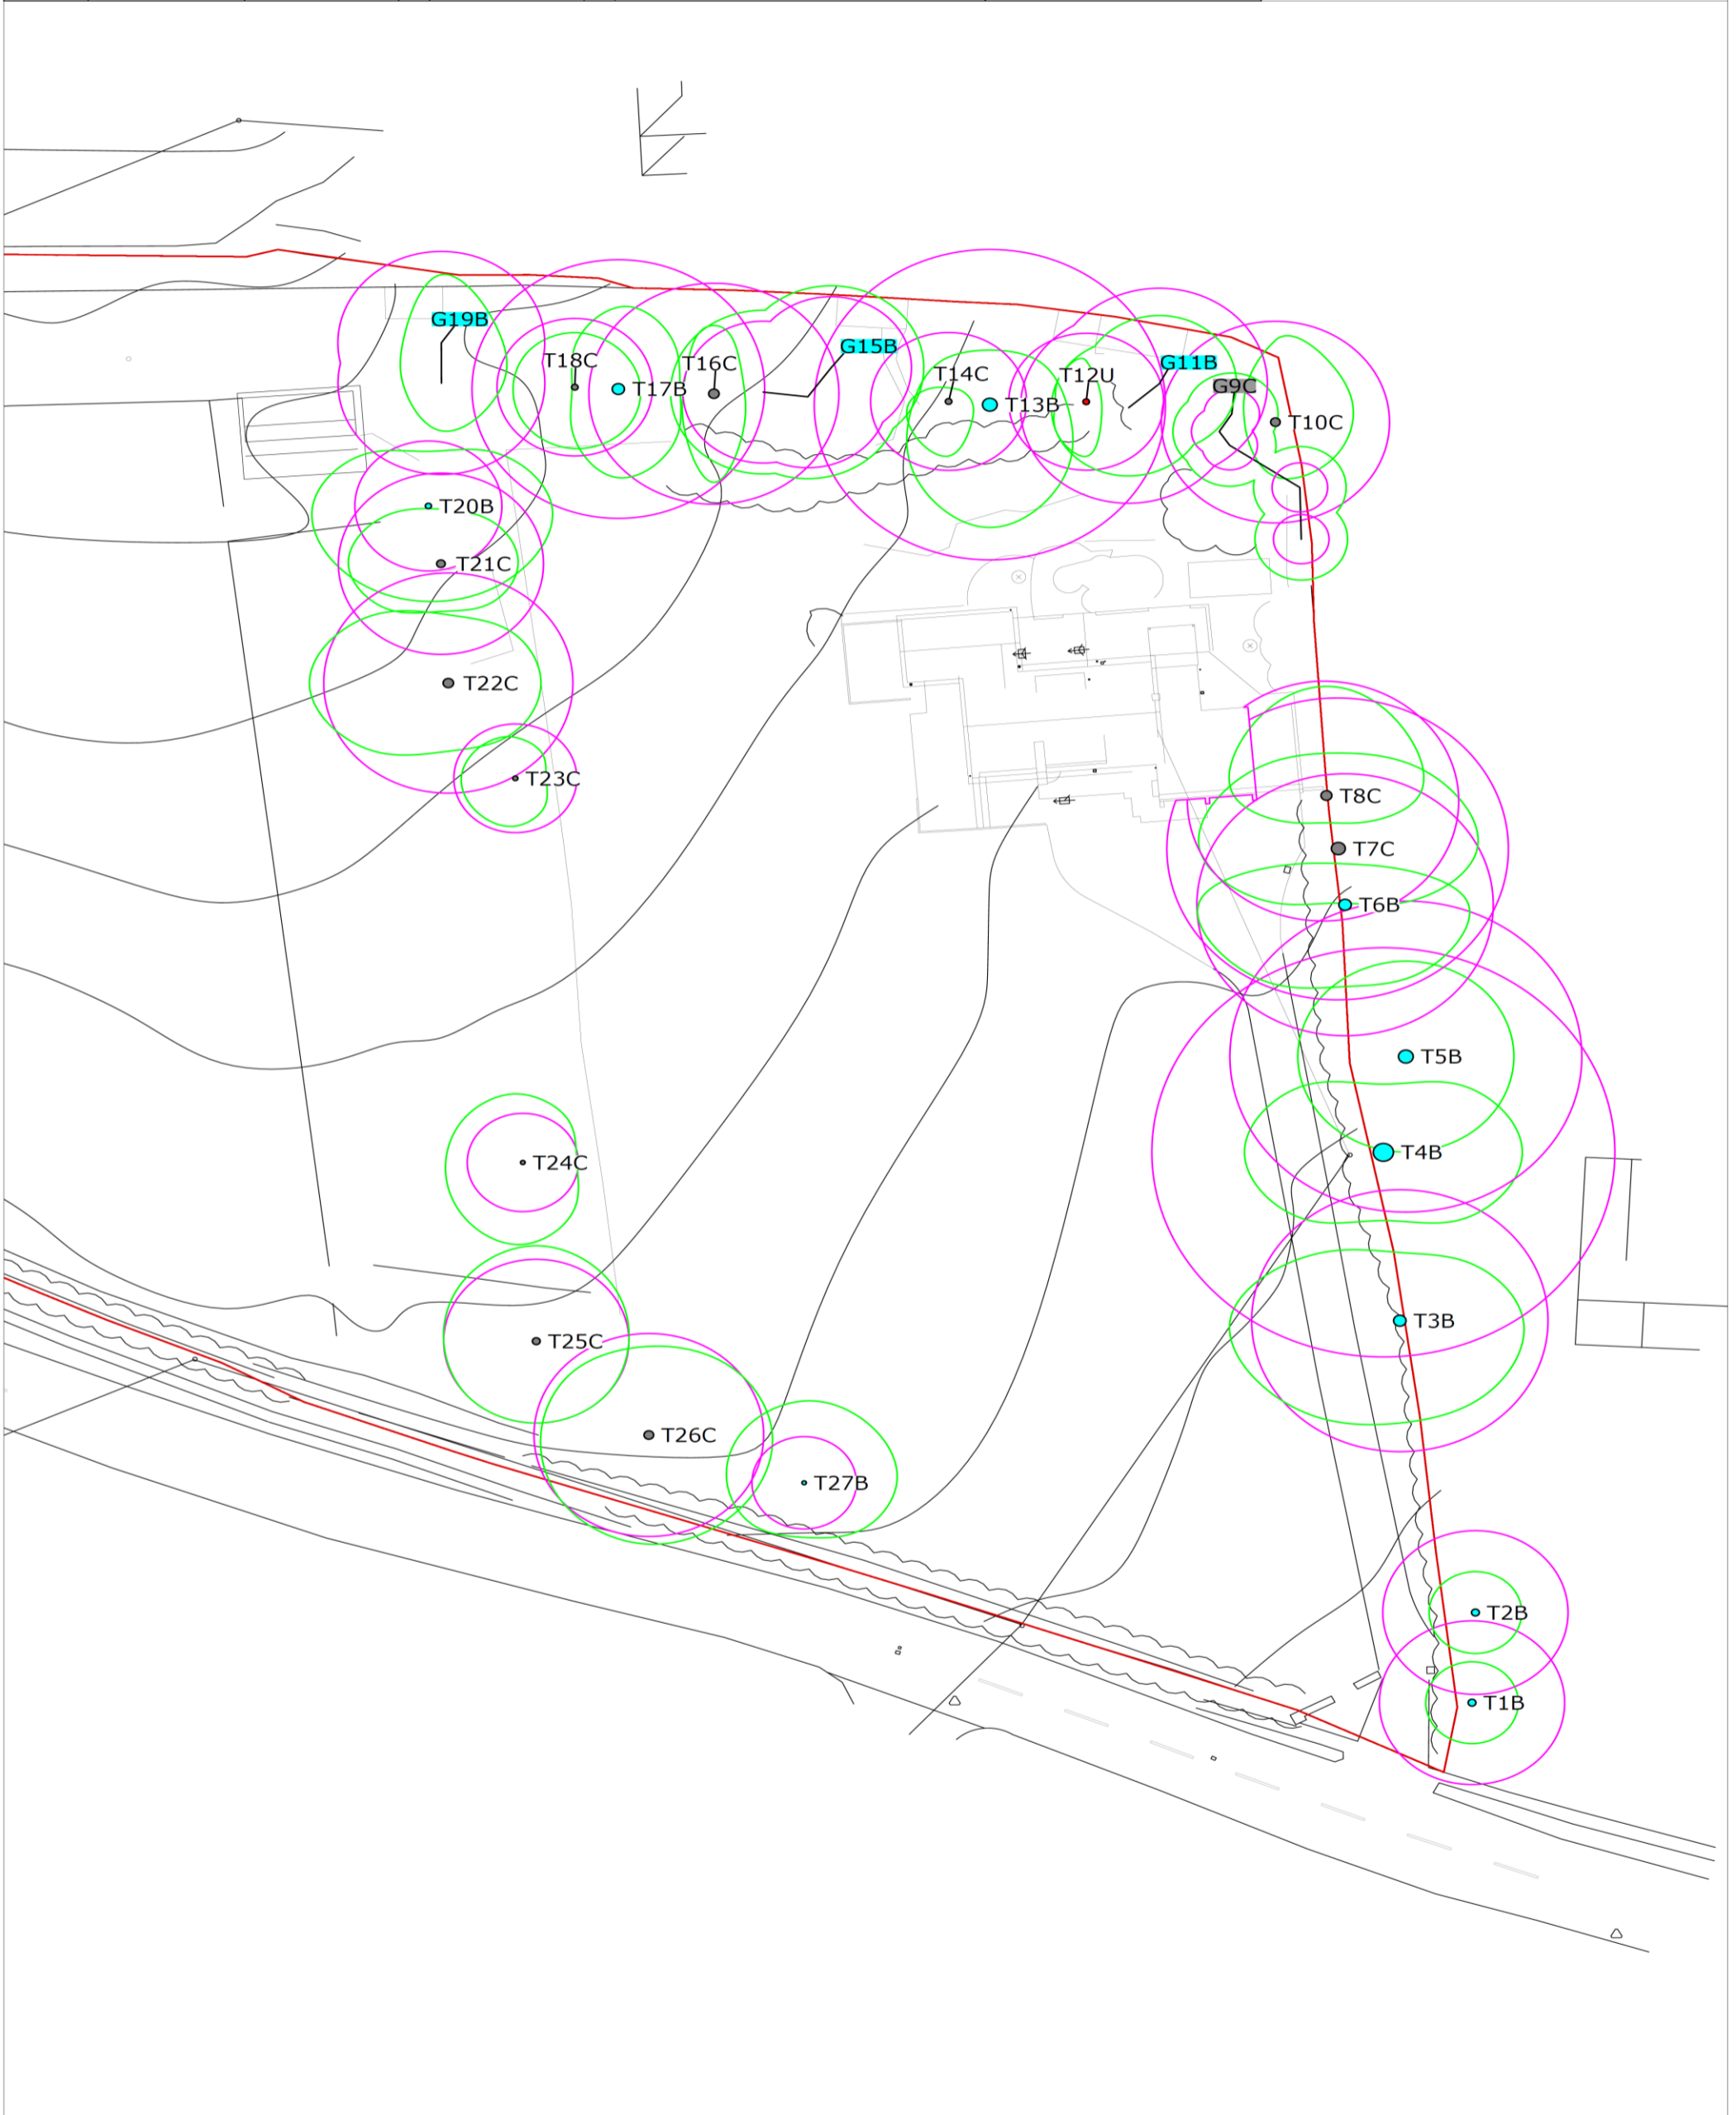 G19B
G15B
T18C
T16C
G11B
T14C
T12U
G9C
T17B
T13B
T10C
T20B
T21C
T22C
T23C
T8C
T7C
T6B
T5B
T4B
T24C
T3B
T25C
T26C
T27B
T2B
T1B